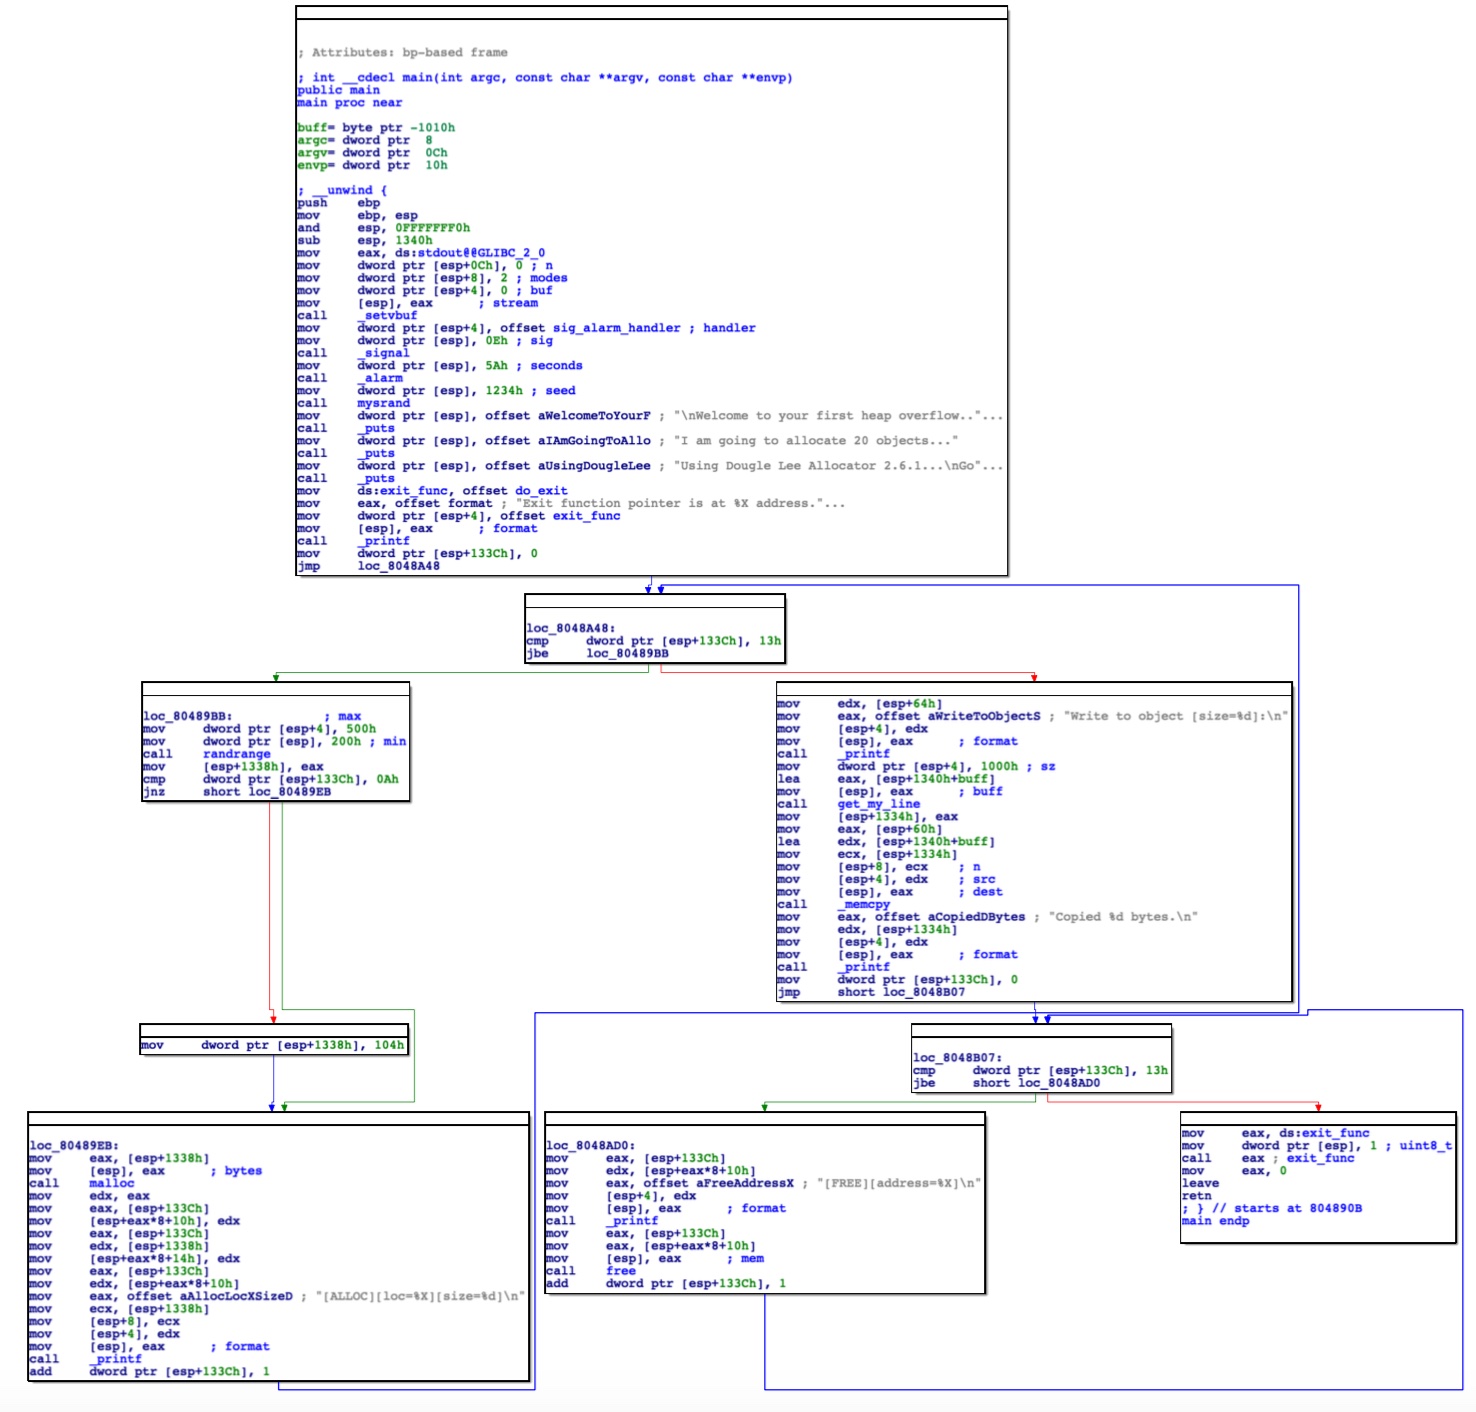 ; Attributes: bp-based frame
; int __cdecl main(int argc, const char **argv, const char **envp)
public main
main proc near
buff= byte ptr -1010h
argc= dword ptr  8
argv= dword ptr  0Ch
envp= dword ptr  10h
; __unwind {
push    ebp
mov     ebp, esp
and     esp, 0FFFFFFF0h
sub     esp, 1340h
mov     eax, ds:stdout@@GLIBC_2_0
mov     dword ptr [esp+0Ch], 0 ; n
mov     dword ptr [esp+8], 2 ; modes
mov     dword ptr [esp+4], 0 ; buf
mov     [esp], eax      ; stream
call    _setvbuf
mov     dword ptr [esp+4], offset sig_alarm_handler ; handler
mov     dword ptr [esp], 0Eh ; sig
call    _signal
mov     dword ptr [esp], 5Ah ; seconds
call    _alarm
mov     dword ptr [esp], 1234h ; seed
call    mysrand
mov     dword ptr [esp], offset aWelcomeToYourF ; "\nWelcome to your first heap overflow.."...
call    _puts
mov     dword ptr [esp], offset aIAmGoingToAllo ; "I am going to allocate 20 objects..."
call    _puts
mov     dword ptr [esp], offset aUsingDougleLee ; "Using Dougle Lee Allocator 2.6.1...\nGo"...
call    _puts
mov     ds:exit_func, offset do_exit
mov     eax, offset format ; "Exit function pointer is at %X address."...
mov     dword ptr [esp+4], offset exit_func
mov     [esp], eax      ; format
call    _printf
mov     dword ptr [esp+133Ch], 0
jmp     loc_8048A48
loc_8048A48:
cmp     dword ptr [esp+133Ch], 13h
jbe     loc_80489BB
loc_80489BB:            ; max
mov     dword ptr [esp+4], 500h
mov     dword ptr [esp], 200h ; min
call    randrange
mov     [esp+1338h], eax
cmp     dword ptr [esp+133Ch], 0Ah
jnz     short loc_80489EB
mov     edx, [esp+64h]
mov     eax, offset aWriteToObjectS ; "Write to object [size=%d]:\n"
mov     [esp+4], edx
mov     [esp], eax      ; format
call    _printf
mov     dword ptr [esp+4], 1000h ; sz
lea     eax, [esp+1340h+buff]
mov     [esp], eax      ; buff
call    get_my_line
mov     [esp+1334h], eax
mov     eax, [esp+60h]
lea     edx, [esp+1340h+buff]
mov     ecx, [esp+1334h]
mov     [esp+8], ecx    ; n
mov     [esp+4], edx    ; src
mov     [esp], eax      ; dest
call    _memcpy
mov     eax, offset aCopiedDBytes ; "Copied %d bytes.\n"
mov     edx, [esp+1334h]
mov     [esp+4], edx
mov     [esp], eax      ; format
call    _printf
mov     dword ptr [esp+133Ch], 0
jmp     short loc_8048B07
mov     dword ptr [esp+1338h], 104h
loc_8048B07:
cmp     dword ptr [esp+133Ch], 13h
jbe     short loc_8048AD0
loc_80489EB:
mov     eax, [esp+1338h]
mov     [esp], eax      ; bytes
call    malloc
mov     edx, eax
mov     eax, [esp+133Ch]
mov     [esp+eax*8+10h], edx
mov     eax, [esp+133Ch]
mov     edx, [esp+1338h]
mov     [esp+eax*8+14h], edx
mov     eax, [esp+133Ch]
mov     edx, [esp+eax*8+10h]
mov     eax, offset aAllocLocXSizeD ; "[ALLOC][loc=%X][size=%d]\n"
mov     ecx, [esp+1338h]
mov     [esp+8], ecx
mov     [esp+4], edx
mov     [esp], eax      ; format
call    _printf
add     dword ptr [esp+133Ch], 1
loc_8048AD0:
mov     eax, [esp+133Ch]
mov     edx, [esp+eax*8+10h]
mov     eax, offset aFreeAddressX ; "[FREE][address=%X]\n"
mov     [esp+4], edx
mov     [esp], eax      ; format
call    _printf
mov     eax, [esp+133Ch]
mov     eax, [esp+eax*8+10h]
mov     [esp], eax      ; mem
call    free
add     dword ptr [esp+133Ch], 1
mov     eax, ds:exit_func
mov     dword ptr [esp], 1 ; uint8_t
call    eax ; exit_func
mov     eax, 0
leave
retn
; } // starts at 804890B
main endp